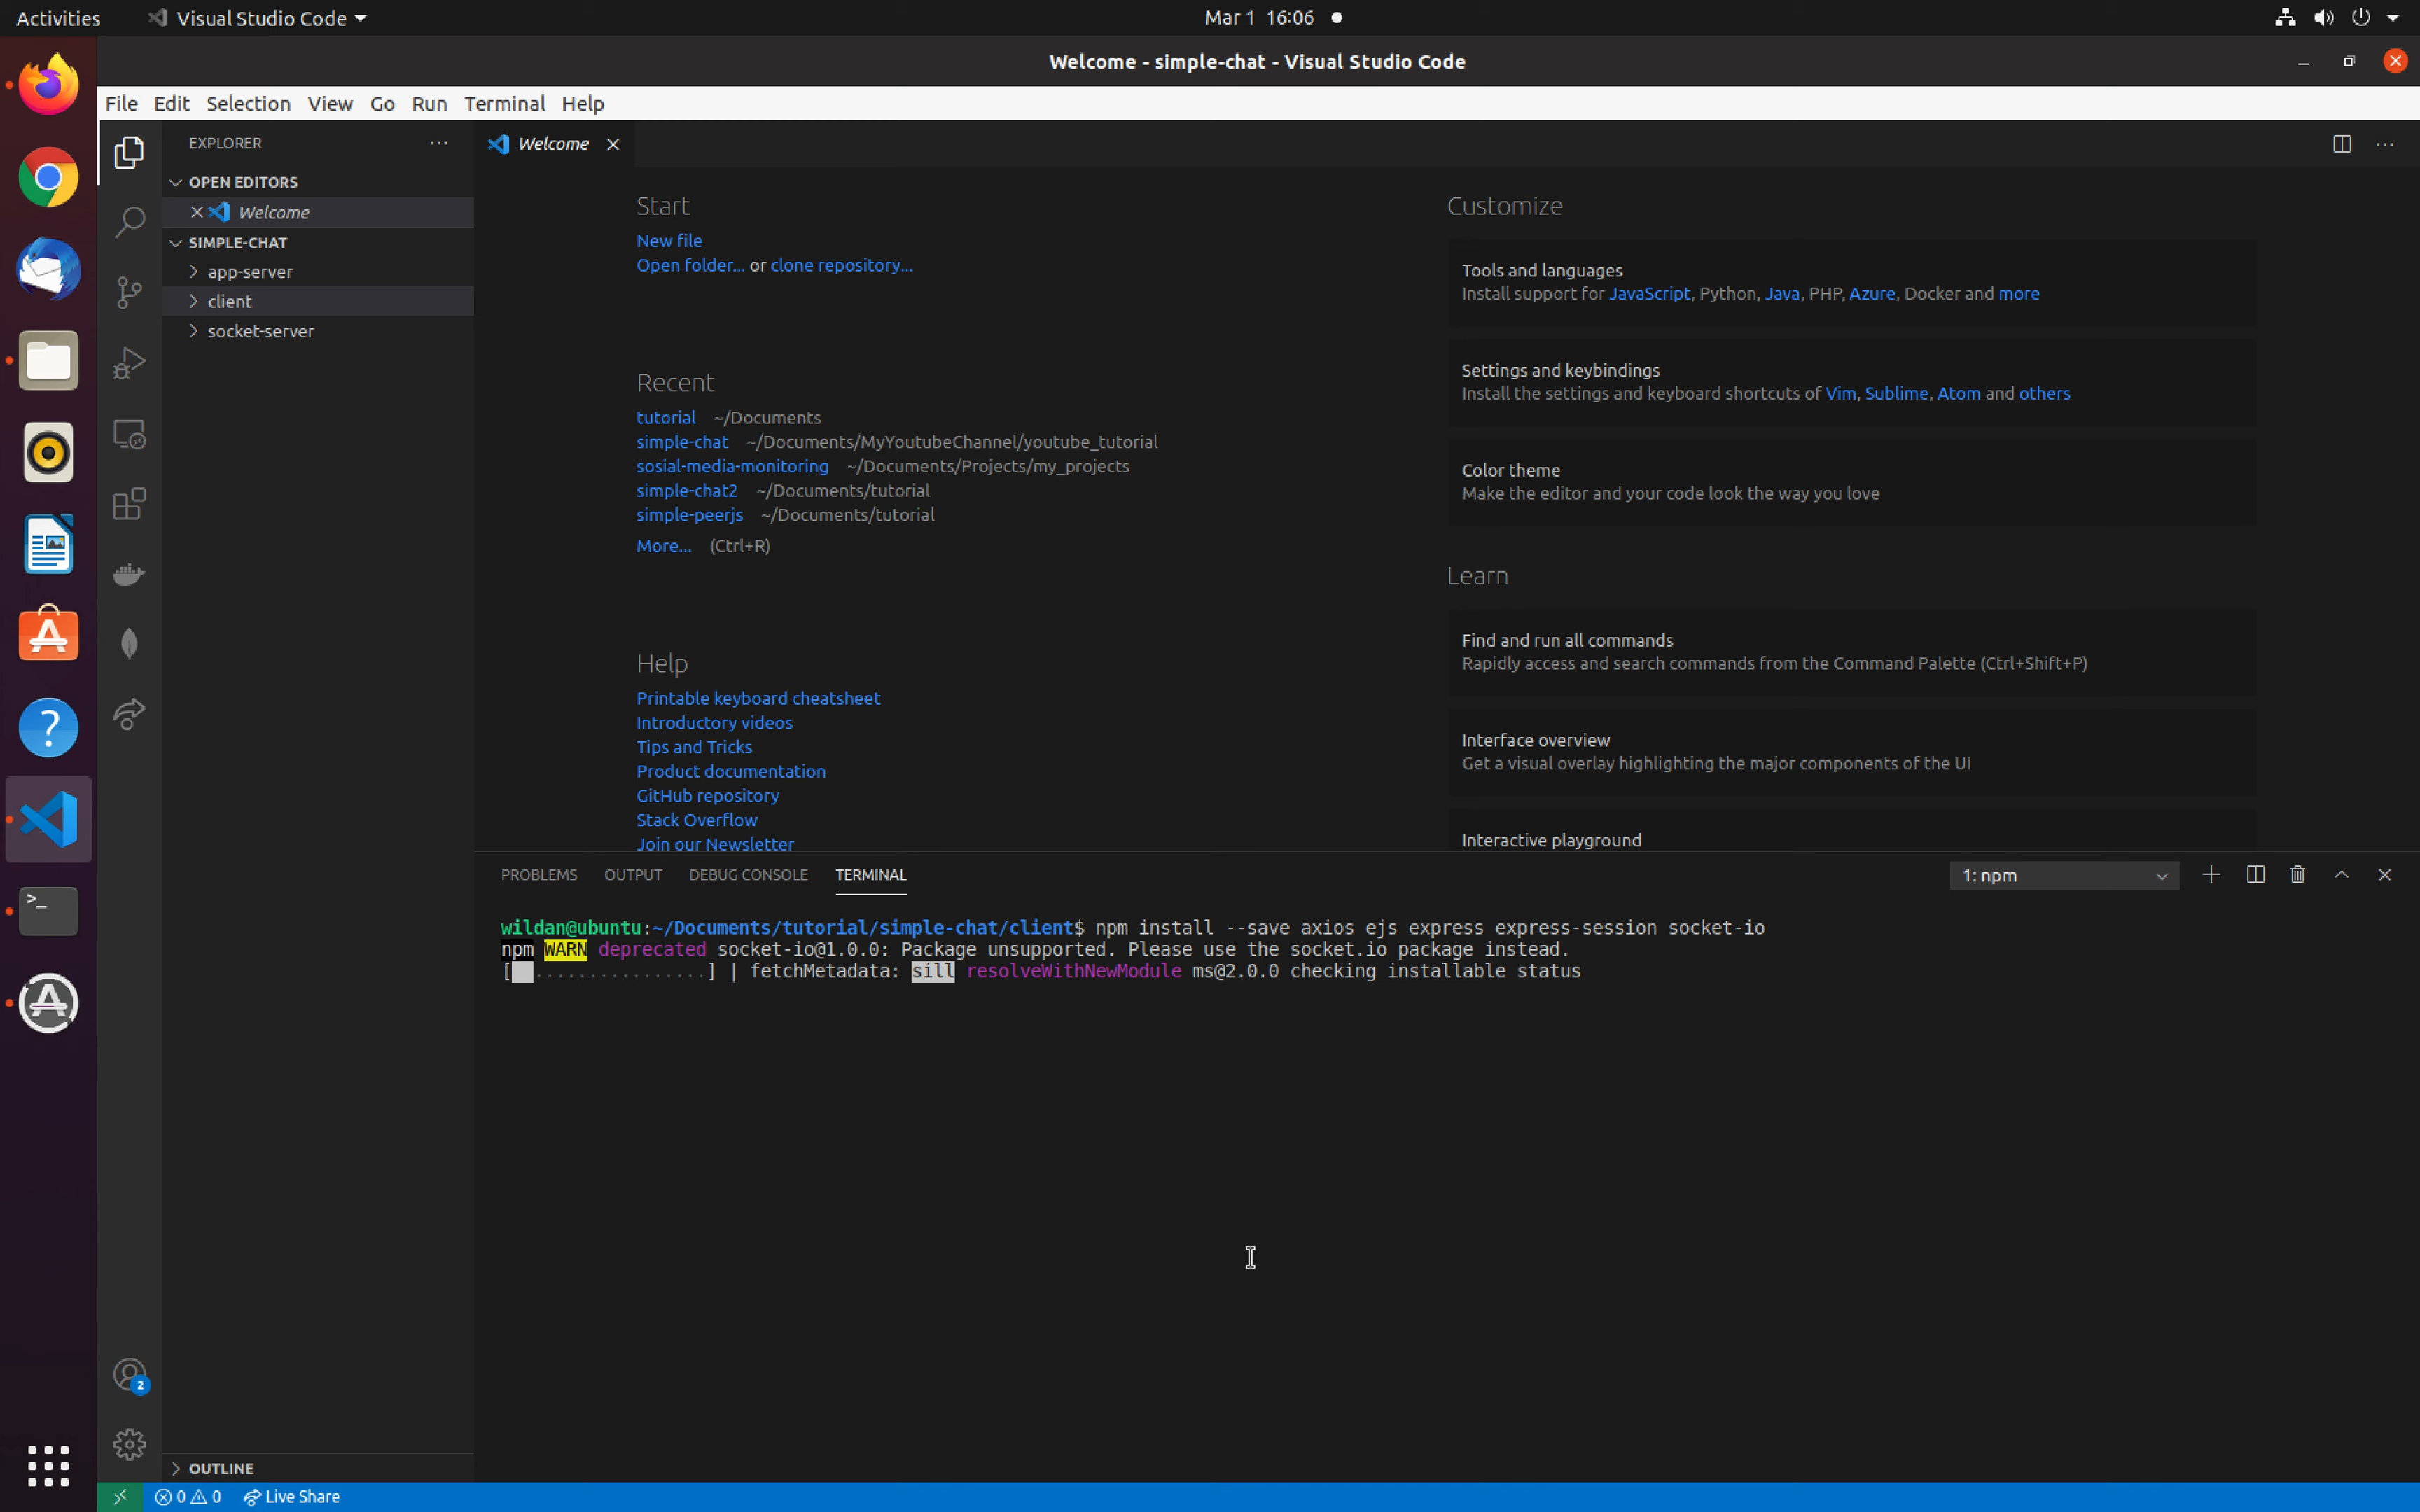 Activities Visual Studio Code Mar 1 16:06
Welcome - simple-chat - Visual Studio Code
File Edit Selection View Go Run Terminal Help
EXPLORER
OPEN EDITORS
Welcome
SIMPLE-CHAT
app-server
client
socket-server
OUTLINE
Welcome
Start
New file
Open folder... or clone repository...
Recent
tutorial ~/Documents
simple-chat ~/Documents/MyYoutubeChannel/youtube_tutorial
sosial-media-monitoring ~/Documents/Projects/my_projects
simple-chat2 ~/Documents/tutorial
simple-peerjs ~/Documents/tutorial
More... (Ctrl+R)
Help
Printable keyboard cheatsheet
Introductory videos
Tips and Tricks
Product documentation
GitHub repository
Stack Overflow
Join our Newsletter
Customize
Tools and languages
Install support for JavaScript, Python, Java, PHP, Azure, Docker and more
Settings and keybindings
Install the settings and keyboard shortcuts of Vim, Sublime, Atom and others
Color theme
Make the editor and your code look the way you love
Learn
Find and run all commands
Rapidly access and search commands from the Command Palette (Ctrl+Shift+P)
Interface overview
Get a visual overlay highlighting the major components of the UI
Interactive playground
PROBLEMS OUTPUT DEBUG CONSOLE TERMINAL 1: npm
wildan@ubuntu:~/Documents/tutorial/simple-chat/client$ npm install --save axios ejs express express-session socket-io
npm WARN deprecated socket-io@1.0.0: Package unsupported. Please use the socket.io package instead.
[  ................] | fetchMetadata: sill resolveWithNewModule ms@2.0.0 checking installable status
2
0 0 Live Share